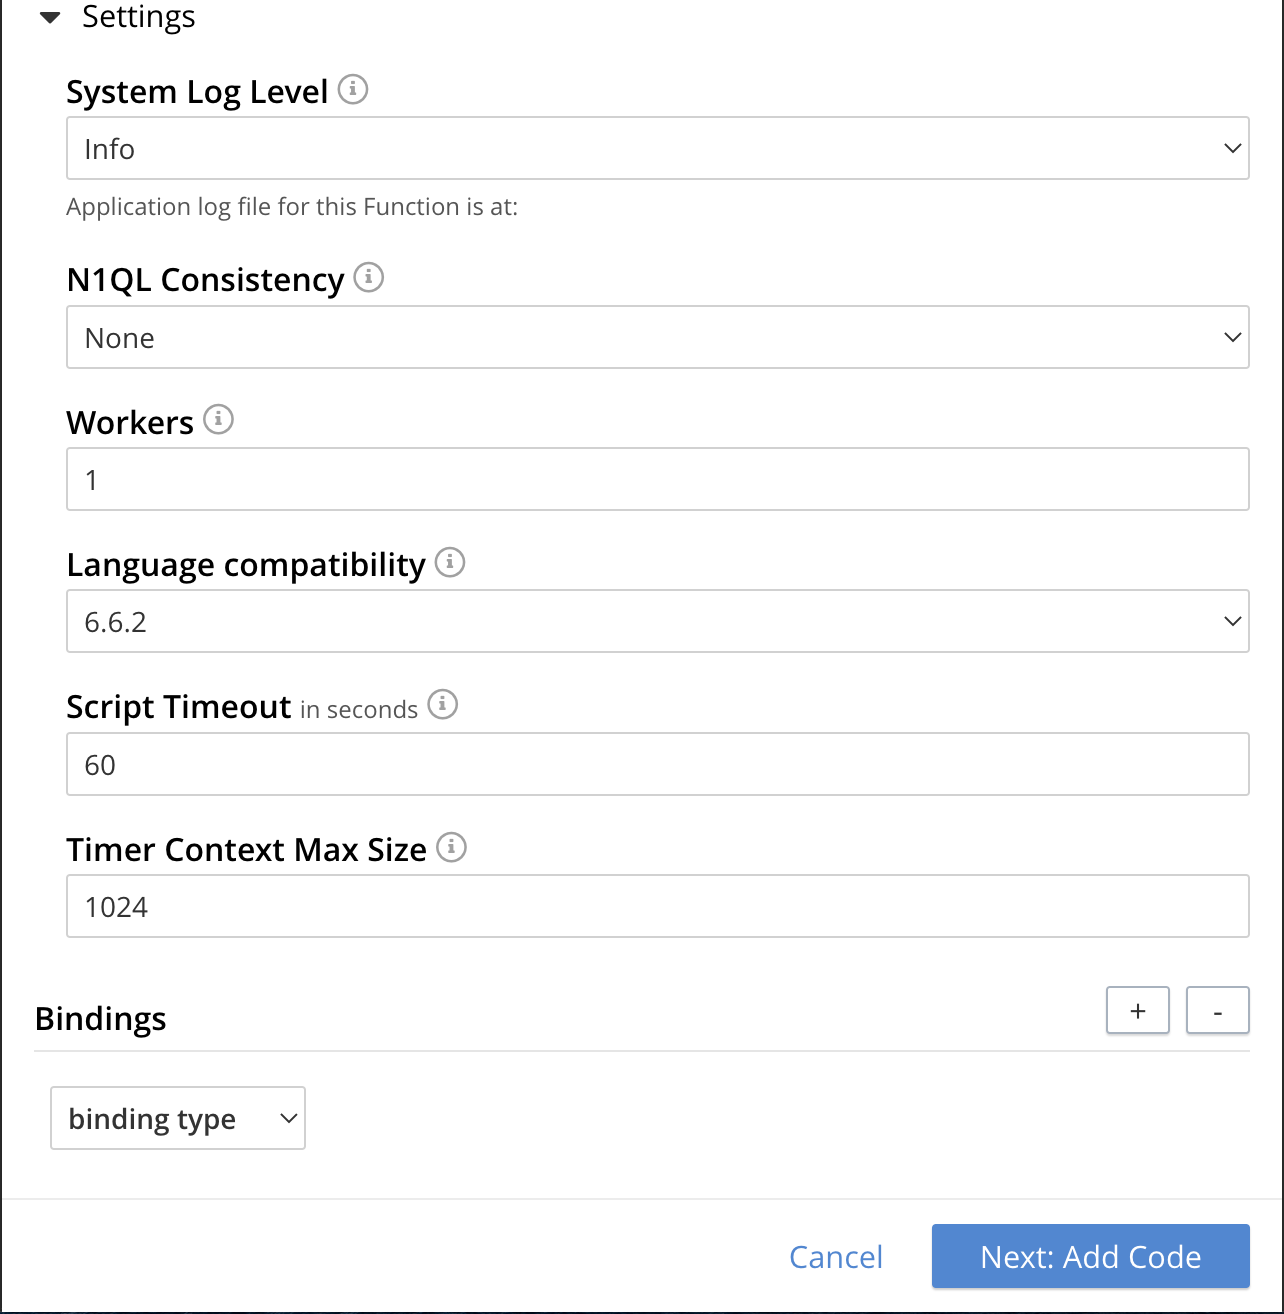 Settings
System Log Level
Info
Application log file for this Function is at:
N1QL Consistency
None
Workers
1
Language compatibility
6.6.2
Script Timeout in seconds
60
Timer Context Max Size
1024
Bindings + -
binding type
Cancel Next: Add Code